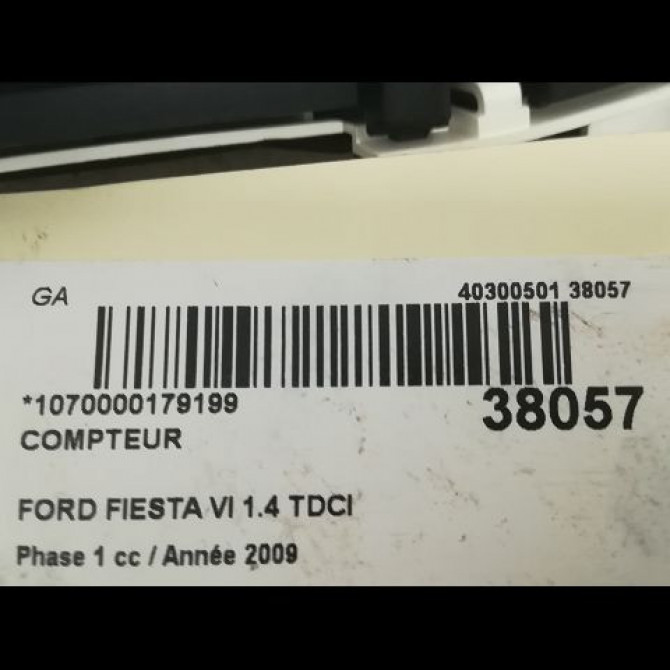 GA
40300501 38057
*1070000179199
38057
COMPTEUR
FORD FIESTA VI 1.4 TDCI
Phase 1 cc / Année 2009